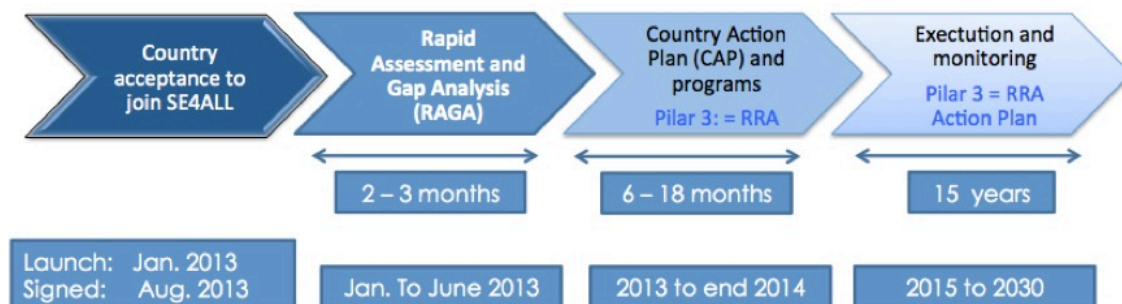 Country
acceptance to
join SE4ALL
Rapid
Assessment and
Gap Analysis
(RAGA)
Country Action
Plan (CAP) and
programs
Pilar 3: = RRA
Exectution and
monitoring
Pilar 3 = RRA
Action Plan
2 – 3 months
6 – 18 months
15 years
Launch: Jan. 2013
Signed: Aug. 2013
Jan. To June 2013
2013 to end 2014
2015 to 2030